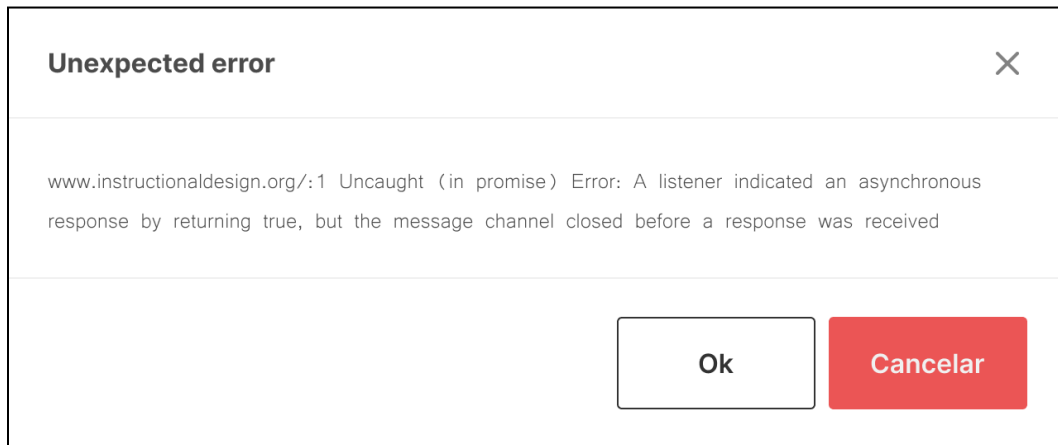 Unexpected error
www.instructionaldesign.org/:1 Uncaught (in promise) Error: A listener indicated an asynchronous
response by returning true, but the message channel closed before a response was received
Ok
Cancelar